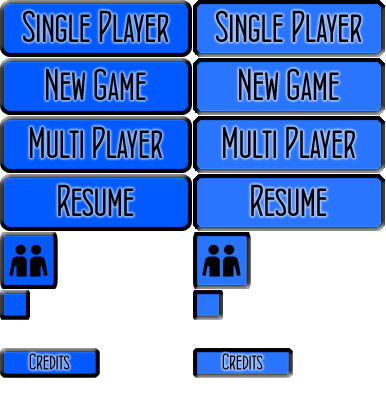 Single Player Single Player
New Game New Game
Multi Player Multi Player
Resume Resume
Credits Credits